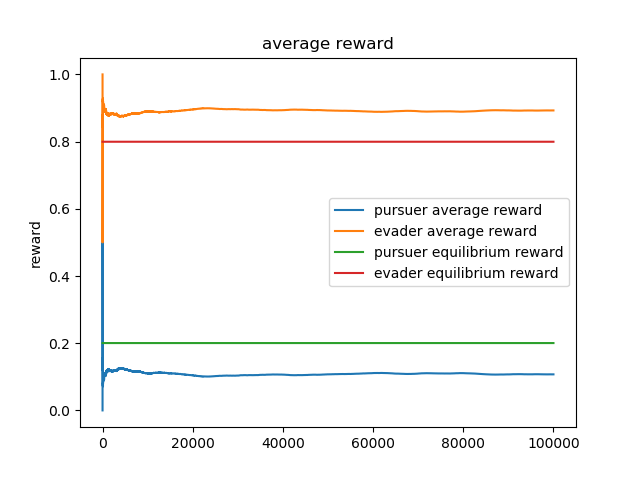 average reward
reward
1.0
0.8
0.6
0.4
0.2
0.0
pursuer average reward
evader average reward
pursuer equilibrium reward
evader equilibrium reward
0 20000 40000 60000 80000 100000